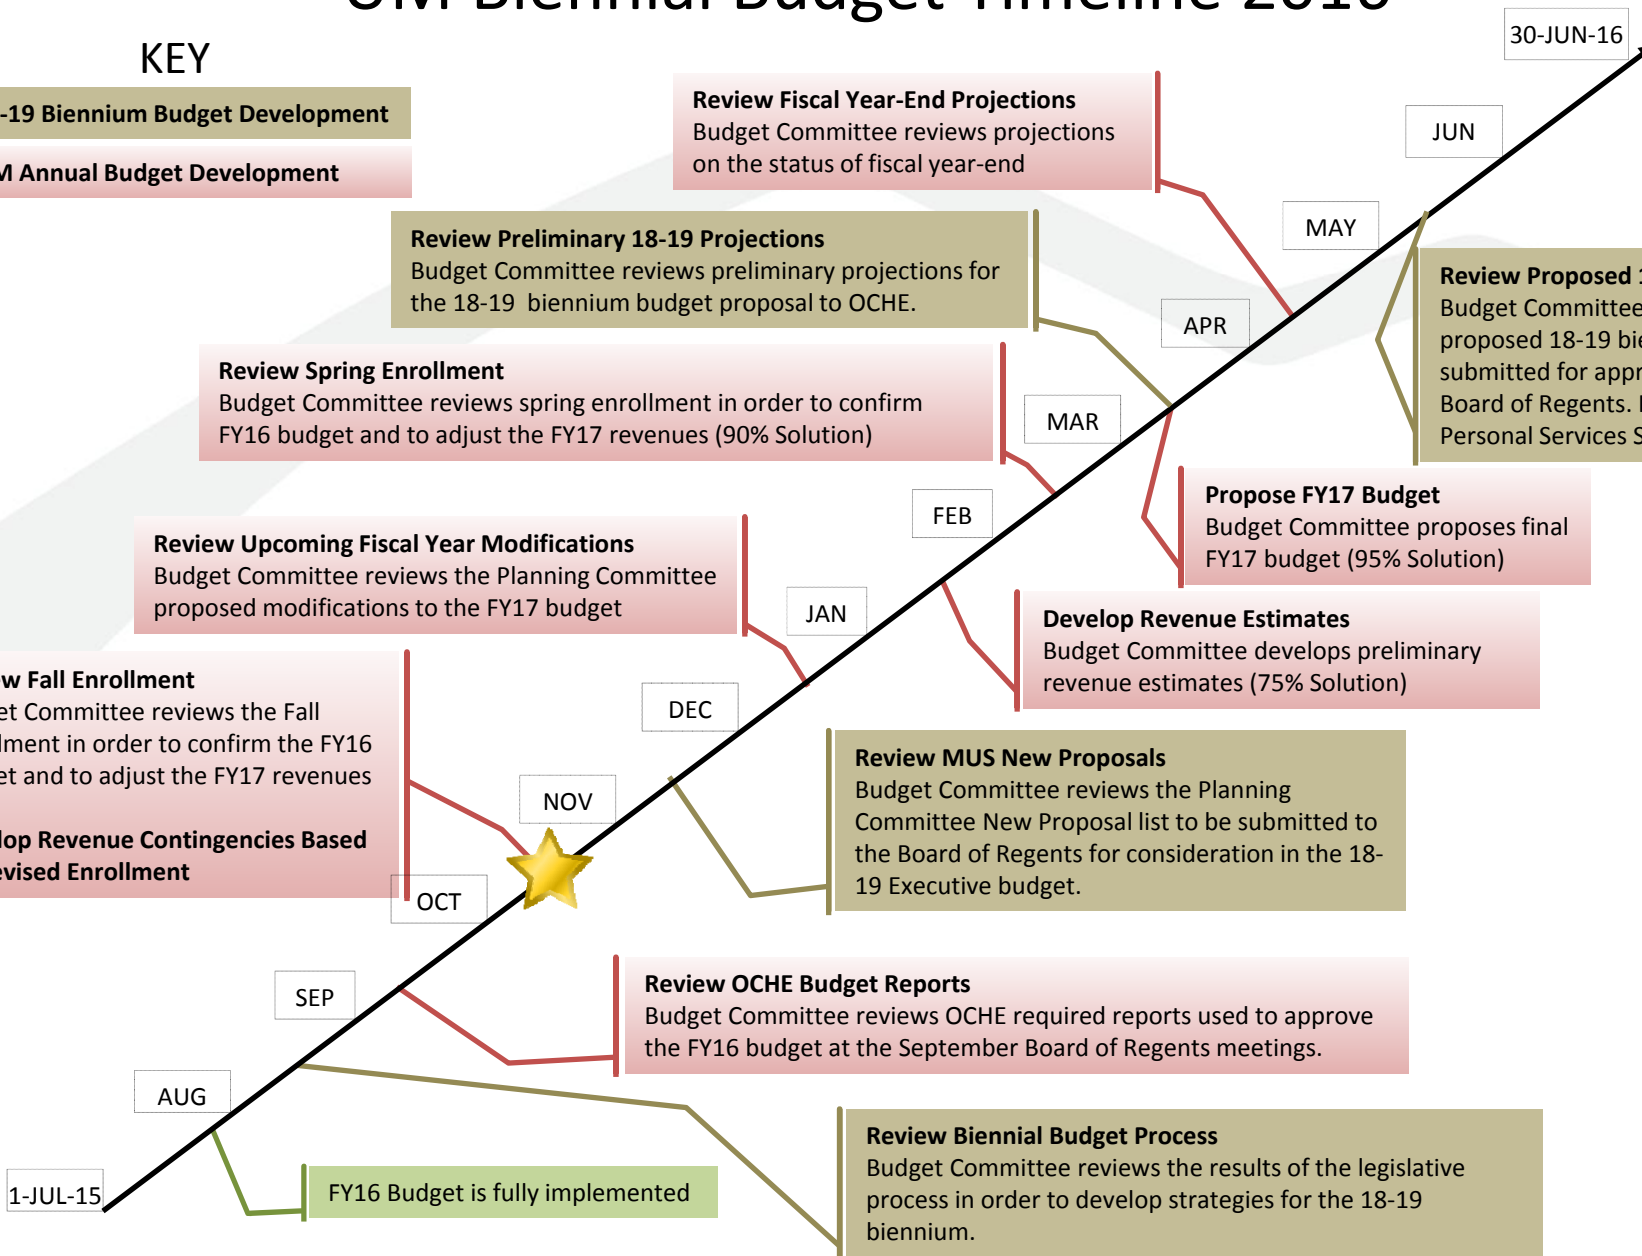 UM Biennial Budget Timeline 2016
KEY
-19 Biennium Budget Development
M Annual Budget Development
30-JUN-16
JUN
MAY
APR
MAR
FEB
JAN
DEC
NOV
OCT
SEP
AUG
1-JUL-15
Review Fiscal Year-End Projections
Budget Committee reviews projections
on the status of fiscal year-end
Review Preliminary 18-19 Projections
Budget Committee reviews preliminary projections for
the 18-19 biennium budget proposal to OCHE.
Review Proposed 1
Budget Committee
proposed 18-19 bie
submitted for appr
Board of Regents.
Personal Services S
Review Spring Enrollment
Budget Committee reviews spring enrollment in order to confirm
FY16 budget and to adjust the FY17 revenues (90% Solution)
Propose FY17 Budget
Budget Committee proposes final
FY17 budget (95% Solution)
Review Upcoming Fiscal Year Modifications
Budget Committee reviews the Planning Committee
proposed modifications to the FY17 budget
Develop Revenue Estimates
Budget Committee develops preliminary
revenue estimates (75% Solution)
w Fall Enrollment
et Committee reviews the Fall
lment in order to confirm the FY16
et and to adjust the FY17 revenues
lop Revenue Contingencies Based
evised Enrollment
Review MUS New Proposals
Budget Committee reviews the Planning
Committee New Proposal list to be submitted to
the Board of Regents for consideration in the 18-
19 Executive budget.
Review OCHE Budget Reports
Budget Committee reviews OCHE required reports used to approve
the FY16 budget at the September Board of Regents meetings.
Review Biennial Budget Process
Budget Committee reviews the results of the legislative
process in order to develop strategies for the 18-19
biennium.
FY16 Budget is fully implemented